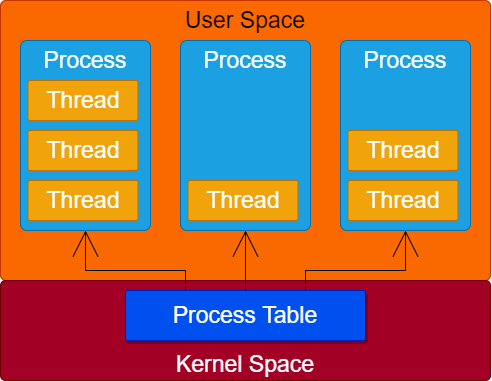 User Space
Process
Thread
Thread
Thread
Process
Thread
Process
Thread
Thread
Process Table
Kernel Space